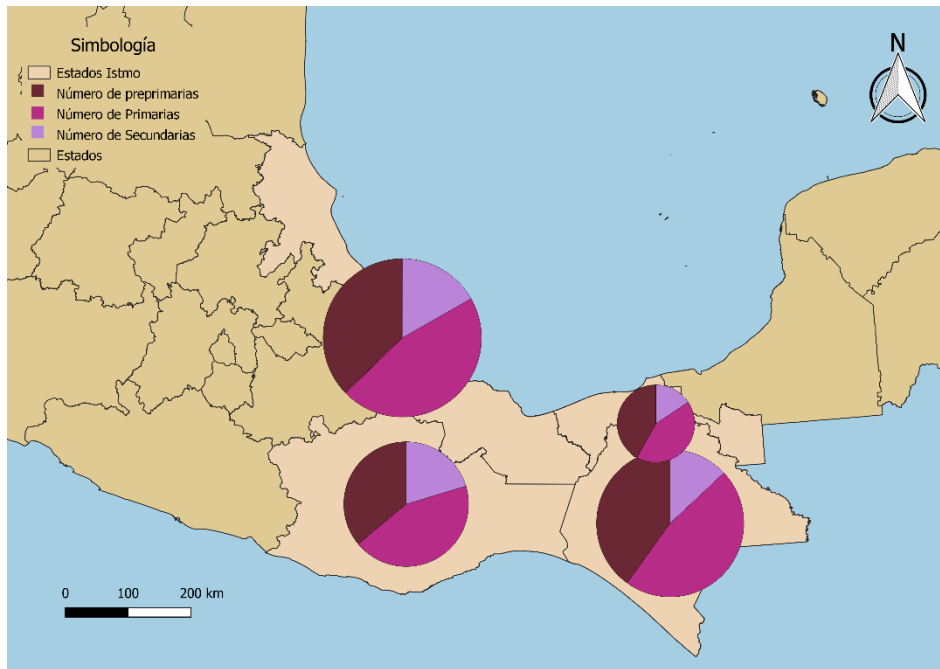 Simbología
Estados Istmo
Número de preprimarias
Número de Primarias
Número de Secundarias
Estados
N
0 100 200 km